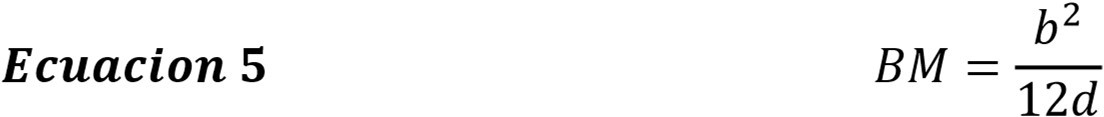 Ecuacion 5 BM = b² / 12d